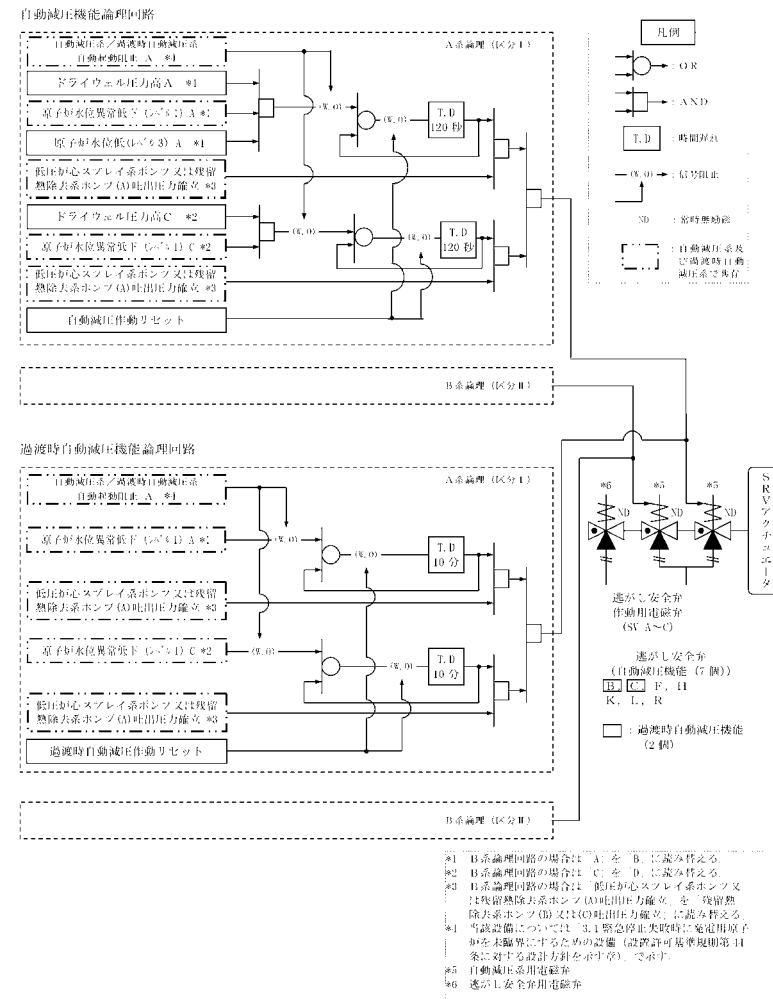 自動減圧機能論理回路
A系論理（区分Ⅰ）
自動減圧系／過渡時自動減圧系
自動起動阻止 A *4
ドライウェル圧力高A *1
原子炉水位異常低下（レベル1）A *1
原子炉水位低（レベル3）A *1
低圧炉心スプレイ系ポンプ又は残留
熱除去系ポンプ(A)吐出圧力確立 *3
ドライウェル圧力高C *2
原子炉水位異常低下（レベル1）C *2
低圧炉心スプレイ系ポンプ又は残留
熱除去系ポンプ(A)吐出圧力確立 *3
自動減圧作動リセット
(W.O)
(W.O)
T.D
120秒
(W.O)
(W.O)
T.D
120秒
B系論理（区分Ⅱ）
凡例
：OR
：AND
T.D
：時間遅れ
(W.O)
：信号阻止
ND
：常時無励磁
：自動減圧系及
び過渡時自動
減圧系で共存
過渡時自動減圧機能論理回路
A系論理（区分Ⅰ）
自動減圧系／過渡時自動減圧系
自動起動阻止 A *4
原子炉水位異常低下（レベル1）A *1
低圧炉心スプレイ系ポンプ又は残留
熱除去系ポンプ(A)吐出圧力確立 *3
原子炉水位異常低下（レベル1）C *2
低圧炉心スプレイ系ポンプ又は残留
熱除去系ポンプ(A)吐出圧力確立 *3
過渡時自動減圧作動リセット
(W.O)
(W.O)
T.D
10分
(W.O)
(W.O)
T.D
10分
B系論理（区分Ⅱ）
*6
*5
*5
ND
ND
ND
SRVアクチュエータ
逃がし安全弁
作動用電磁弁
(SV A～C)
逃がし安全弁
(自動減圧機能（7個))
B, C, F, H
K, L, R
：過渡時自動減圧機能
（2個）
*1 B系論理回路の場合は「A」を「B」に読み替える。
*2 B系論理回路の場合は「C」を「D」に読み替える。
*3 B系論理回路の場合は「低圧炉心スプレイ系ポンプ又
は残留熱除去系ポンプ(A)吐出圧力確立」を「残留熱
除去系ポンプ(B)又は(C)吐出圧力確立」に読み替える。
*4 当該設備については「3.1緊急停止失敗時に発電用原子
炉を未臨界にするための設備（設置許可基準規則第44
条に対する設計方針を示す章）」で示す。
*5 自動減圧系用電磁弁
*6 逃がし安全弁用電磁弁